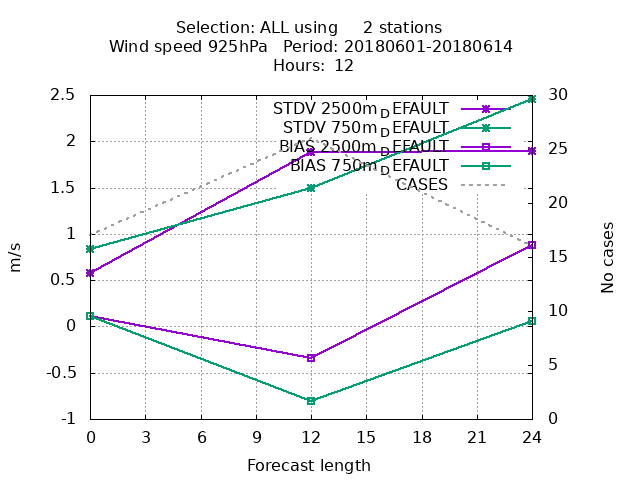 Selection: ALL using     2 stations
Wind speed 925hPa   Period: 20180601-20180614
Hours: 12
STDV 2500m_DEFAULT
STDV 750m_DEFAULT
BIAS 2500m_DEFAULT
BIAS 750m_DEFAULT
CASES
2.5
2
1.5
1
0.5
0
-0.5
-1
m/s
30
25
20
15
10
5
0
No cases
0 3 6 9 12 15 18 21 24
Forecast length